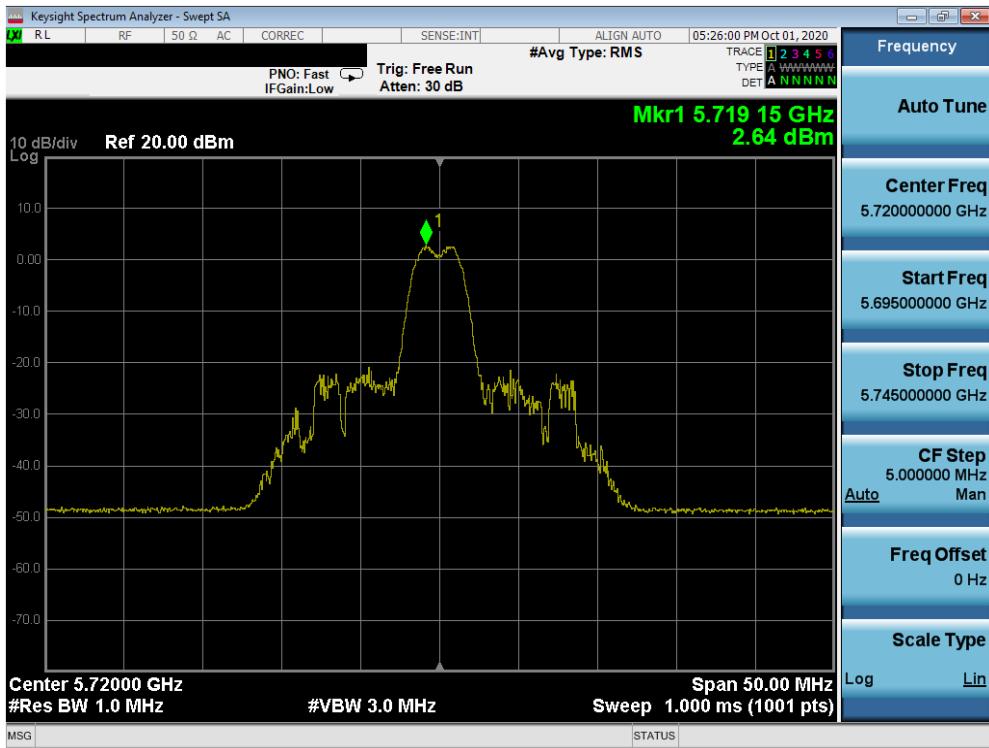 Keysight Spectrum Analyzer - Swept SA
LXI RL RF 50 Ω AC CORREC SENSE:INT ALIGN AUTO 05:26:00 PM Oct 01, 2020
PNO: Fast
IFGain:Low
Trig: Free Run
Atten: 30 dB
#Avg Type: RMS
TRACE 1 2 3 4 5 6
TYPE A WWWWW
DET A N N N N N
Mkr1 5.719 15 GHz
2.64 dBm
10 dB/div Ref 20.00 dBm
Log
10.0
0.00
-10.0
-20.0
-30.0
-40.0
-50.0
-60.0
-70.0
1
Center 5.72000 GHz
Span 50.00 MHz
#Res BW 1.0 MHz
#VBW 3.0 MHz
Sweep 1.000 ms (1001 pts)
MSG
STATUS
Frequency
Auto Tune
Center Freq
5.720000000 GHz
Start Freq
5.695000000 GHz
Stop Freq
5.745000000 GHz
CF Step
5.000000 MHz
Auto Man
Freq Offset
0 Hz
Scale Type
Log Lin